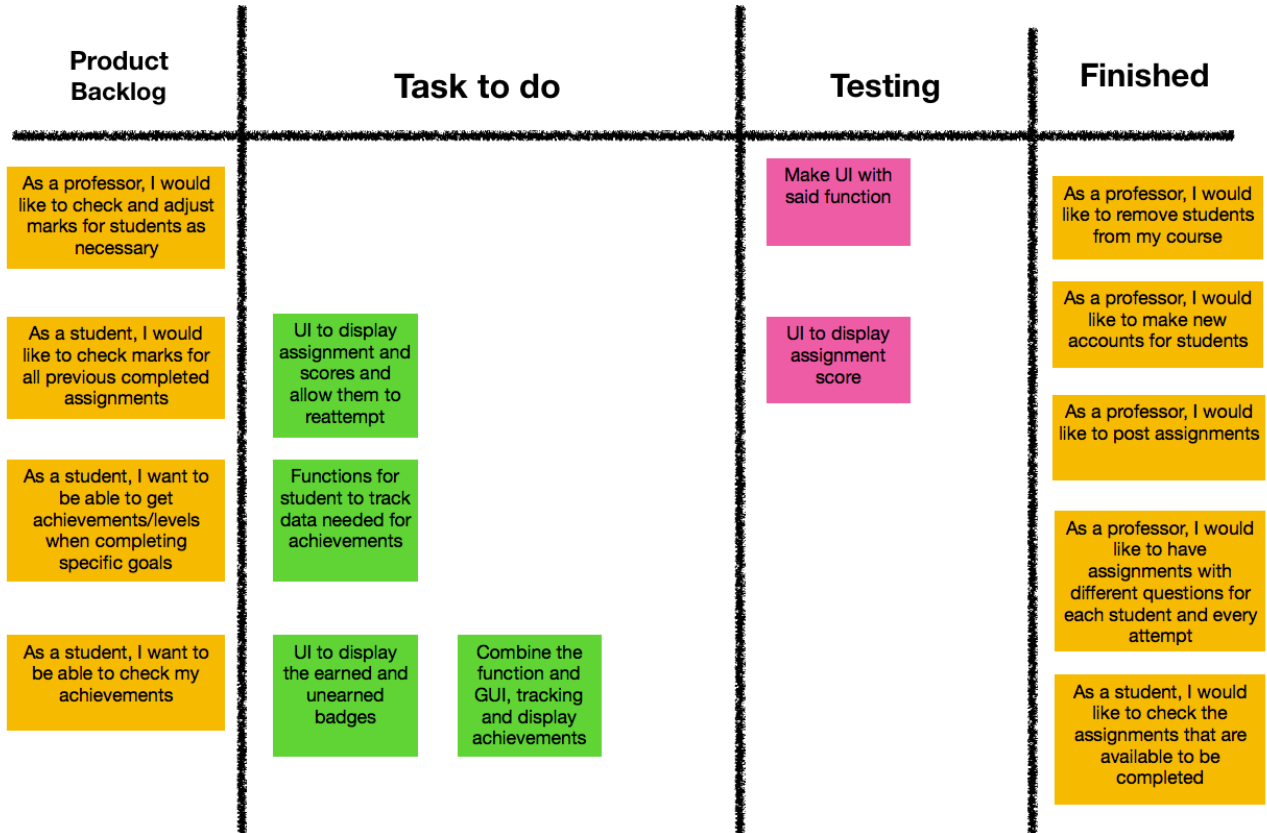 Product
Backlog
Task to do
Testing
Finished
As a professor, I would
like to check and adjust
marks for students as
necessary
Make UI with
said function
As a professor, I would
like to remove students
from my course
As a professor, I would
like to make new
accounts for students
As a student, I would
like to check marks for
all previous completed
assignments
UI to display
assignment and
scores and
allow them to
reattempt
UI to display
assignment
score
As a professor, I would
like to post assignments
As a student, I want to
be able to get
achievements/levels
when completing
specific goals
Functions for
student to track
data needed for
achievements
As a professor, I would
like to have
assignments with
different questions for
each student and every
attempt
As a student, I want to
be able to check my
achievements
UI to display
the earned and
unearned
badges
Combine the
function and
GUI, tracking
and display
achievements
As a student, I would
like to check the
assignments that are
available to be
completed